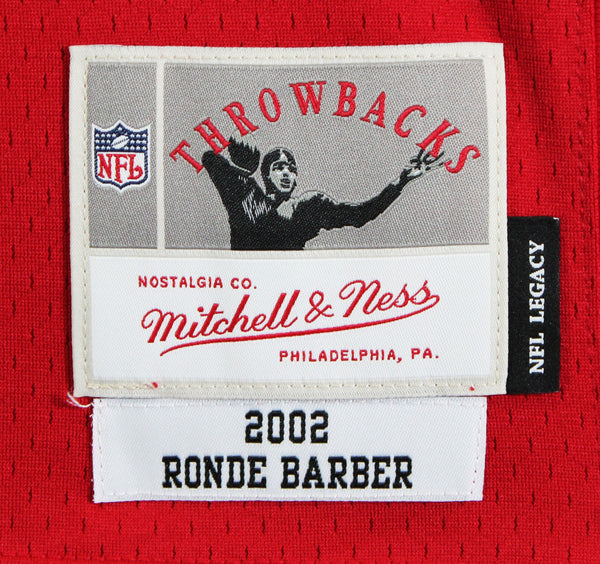 THROWBACKS
NFL
NOSTALGIA CO.
Mitchell & Ness
PHILADELPHIA, PA.
NFL LEGACY
2002
RONDE BARBER